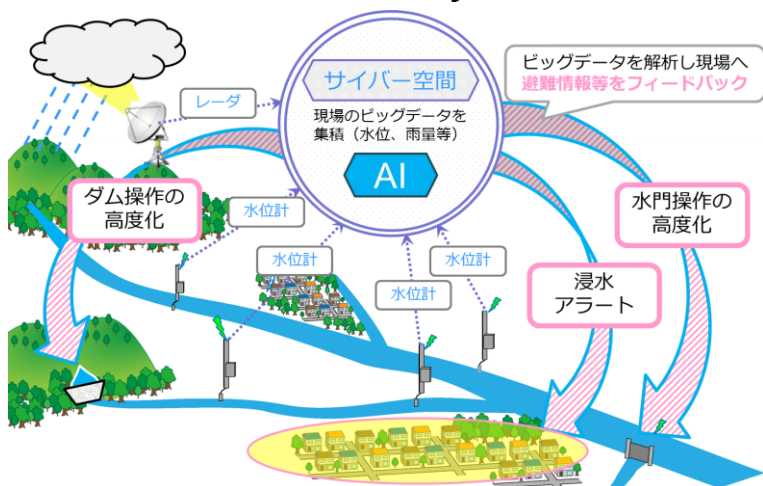 サイバー空間
現場のビッグデータを
集積（水位、雨量等）
AI
ビッグデータを解析し現場へ
避難情報等をフィードバック
レーダ
ダム操作の
高度化
水位計
水位計
水位計
水位計
水門操作の
高度化
浸水
アラート